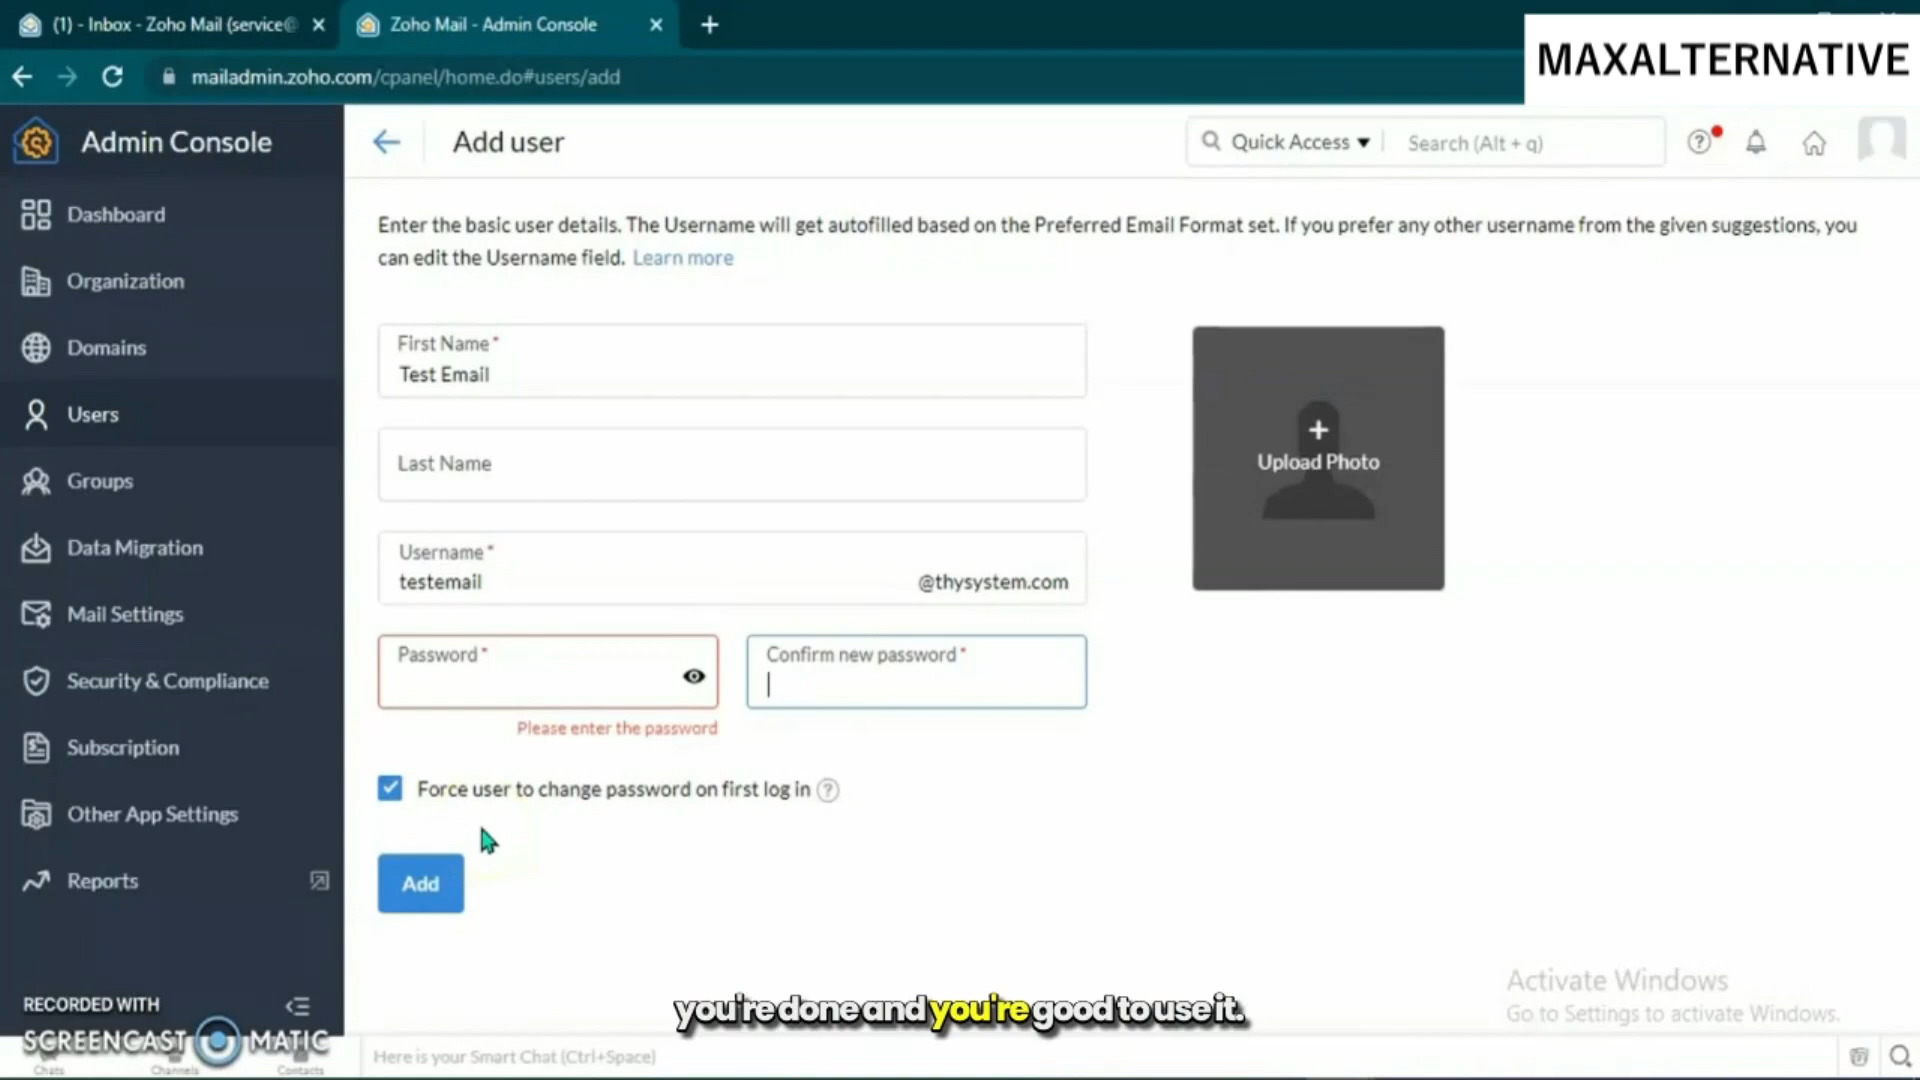 (1) - Inbox - Zoho Mail (service@
Zoho Mail - Admin Console
MAXALTERNATIVE
mailadmin.zoho.com/cpanel/home.do#users/add
Admin Console
Add user
Quick Access
Search (Alt + q)
Dashboard
Organization
Domains
Users
Groups
Data Migration
Mail Settings
Security & Compliance
Subscription
Other App Settings
Reports
Enter the basic user details. The Username will get autofilled based on the Preferred Email Format set. If you prefer any other username from the given suggestions, you
can edit the Username field. Learn more
First Name*
Test Email
Last Name
Username*
testemail
@thysystem.com
Upload Photo
Password*
Confirm new password*
Please enter the password
Force user to change password on first log in
Add
Activate Windows
Go to Settings to activate Windows.
you're done and you're good to use it.
RECORDED WITH
SCREENCAST MATIC
Chats
Channels
Contacts
Here is your Smart Chat (Ctrl+Space)